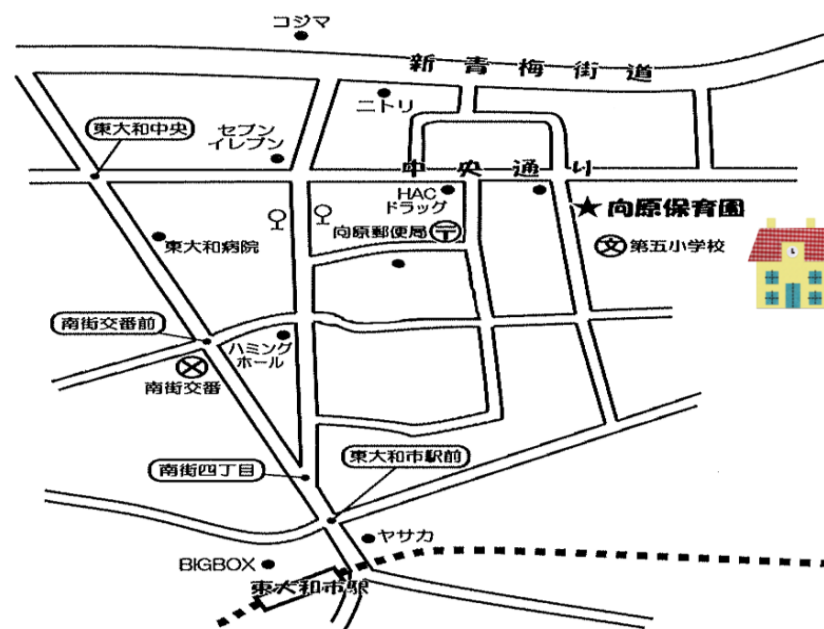 コジマ
新青梅街道
ニトリ
東大和中央
セブン
イレブン
中央通り
HAC
ドラッグ
★向原保育園
向原郵便局〒
東大和病院
文
第五小学校
南街交番前
ハミング
ホール
南街交番
東大和市駅前
南街四丁目
ヤサカ
BIGBOX
東大和市駅